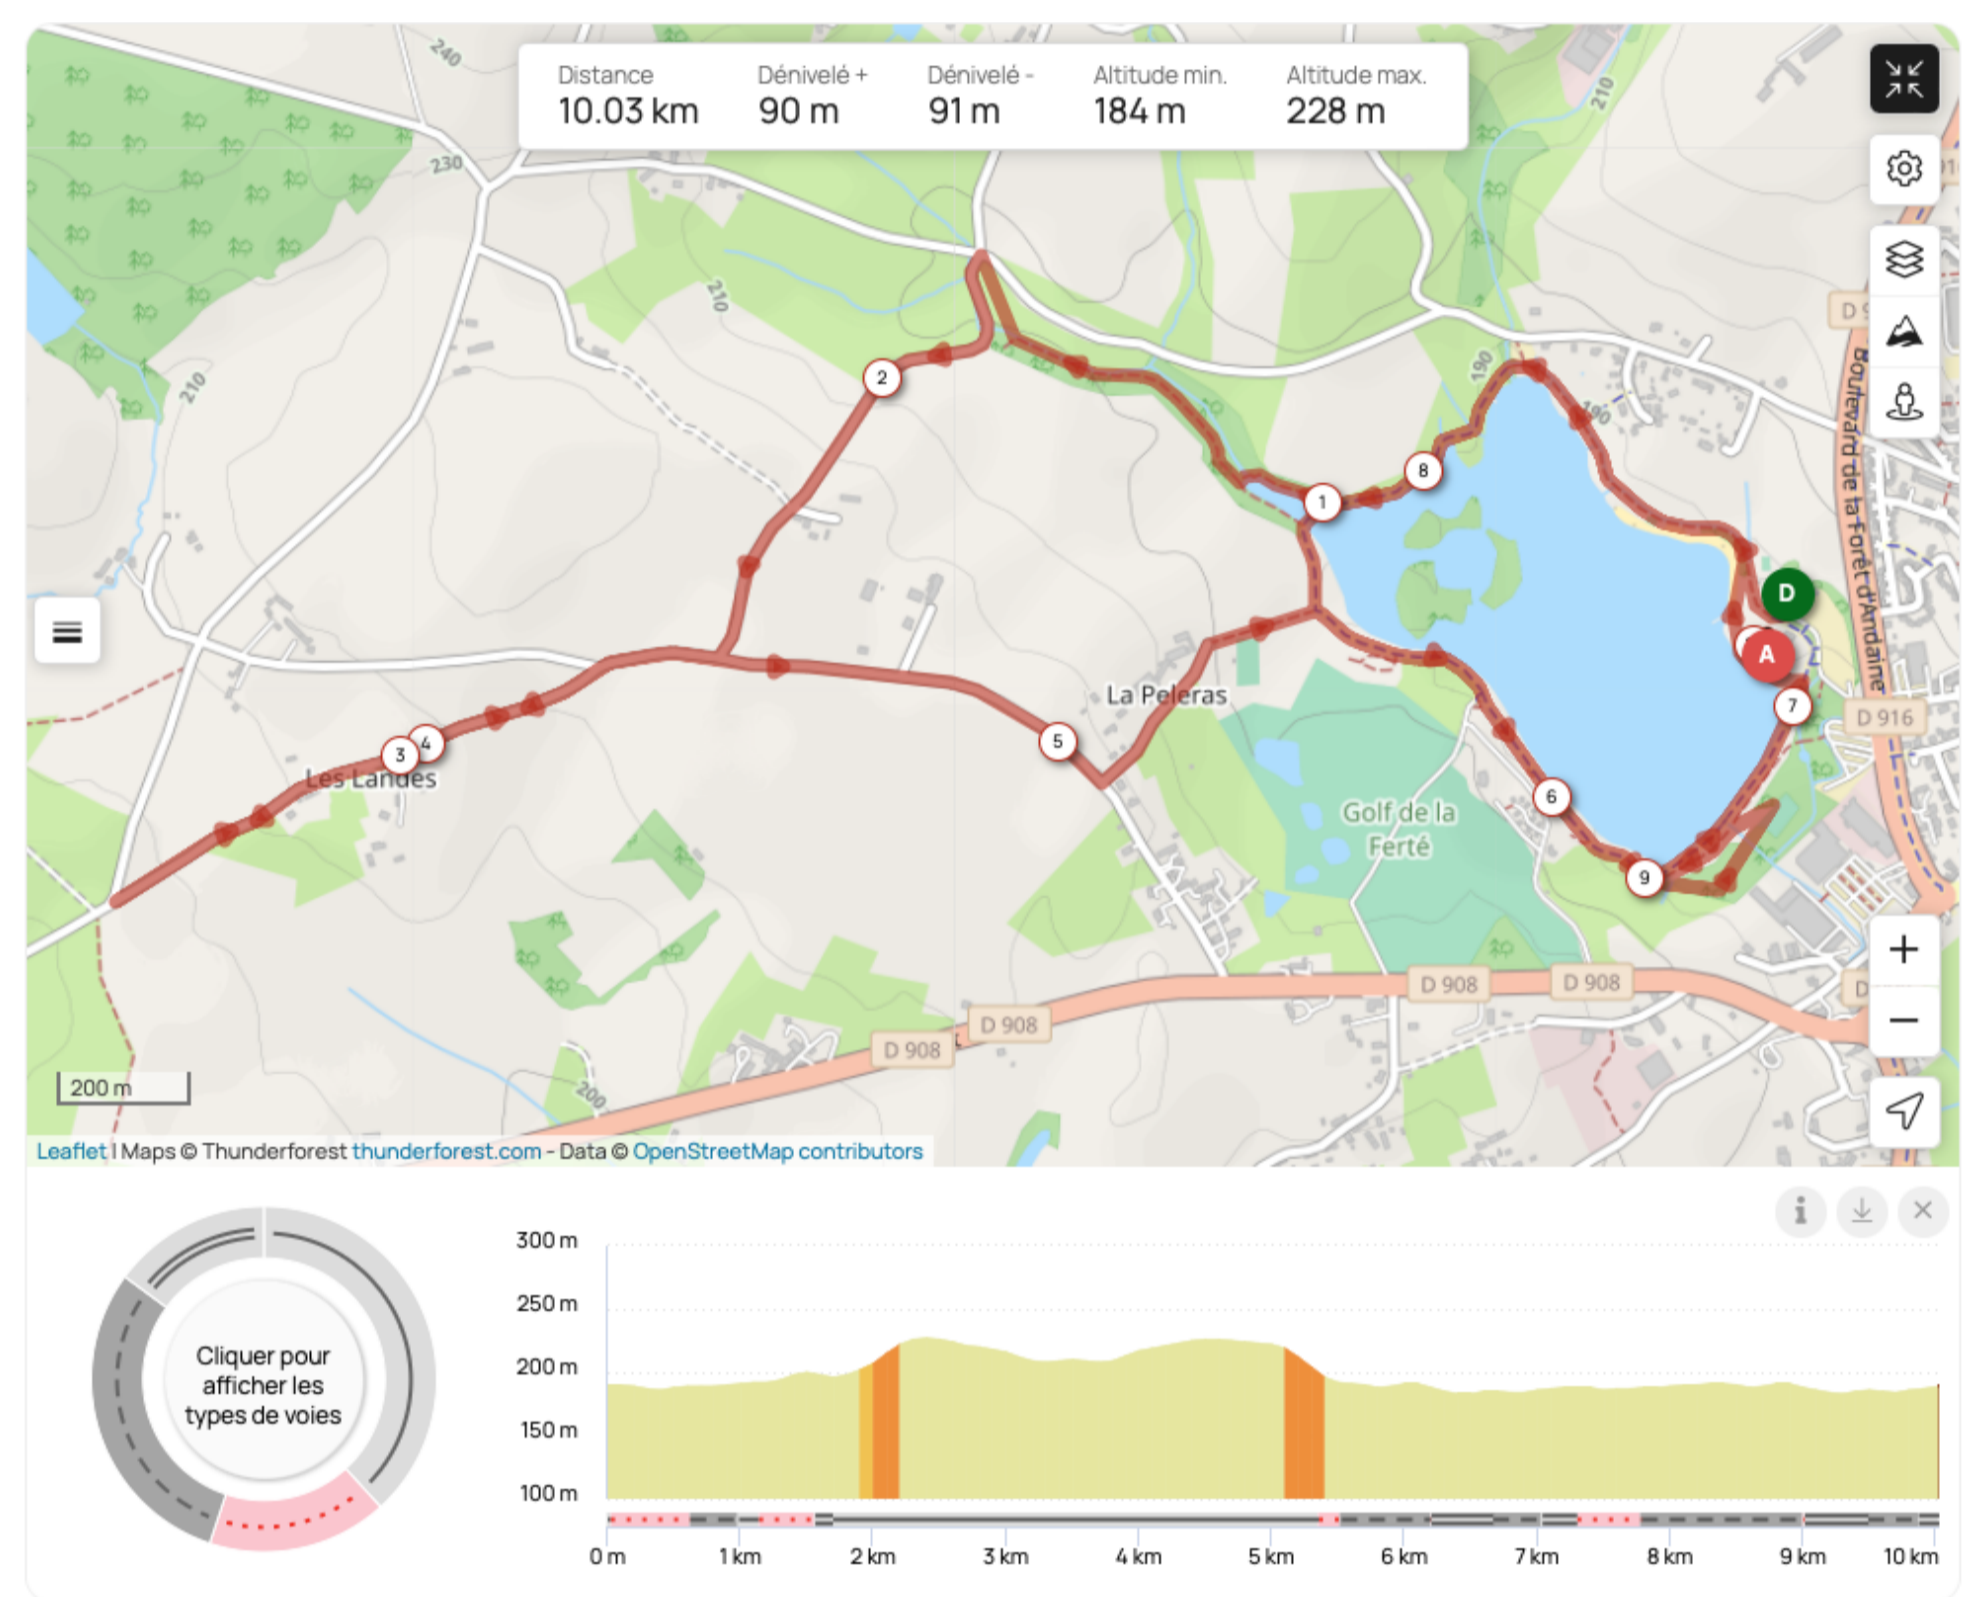 Distance
10.03 km
Dénivelé +
90 m
Dénivelé -
91 m
Altitude min.
184 m
Altitude max.
228 m
240
230
210
210
210
190
190
200
D
A
1
2
3
4
5
6
7
8
9
Boulevard de la Forêt d'Andaine
D 916
La Peleras
Les Landes
Golf de la
Ferté
D 908
D 908
D 908
D 908
+
−
200 m
Leaflet | Maps © Thunderforest thunderforest.com - Data © OpenStreetMap contributors
Cliquer pour
afficher les
types de voies
300 m
250 m
200 m
150 m
100 m
0 m
1 km
2 km
3 km
4 km
5 km
6 km
7 km
8 km
9 km
10 km